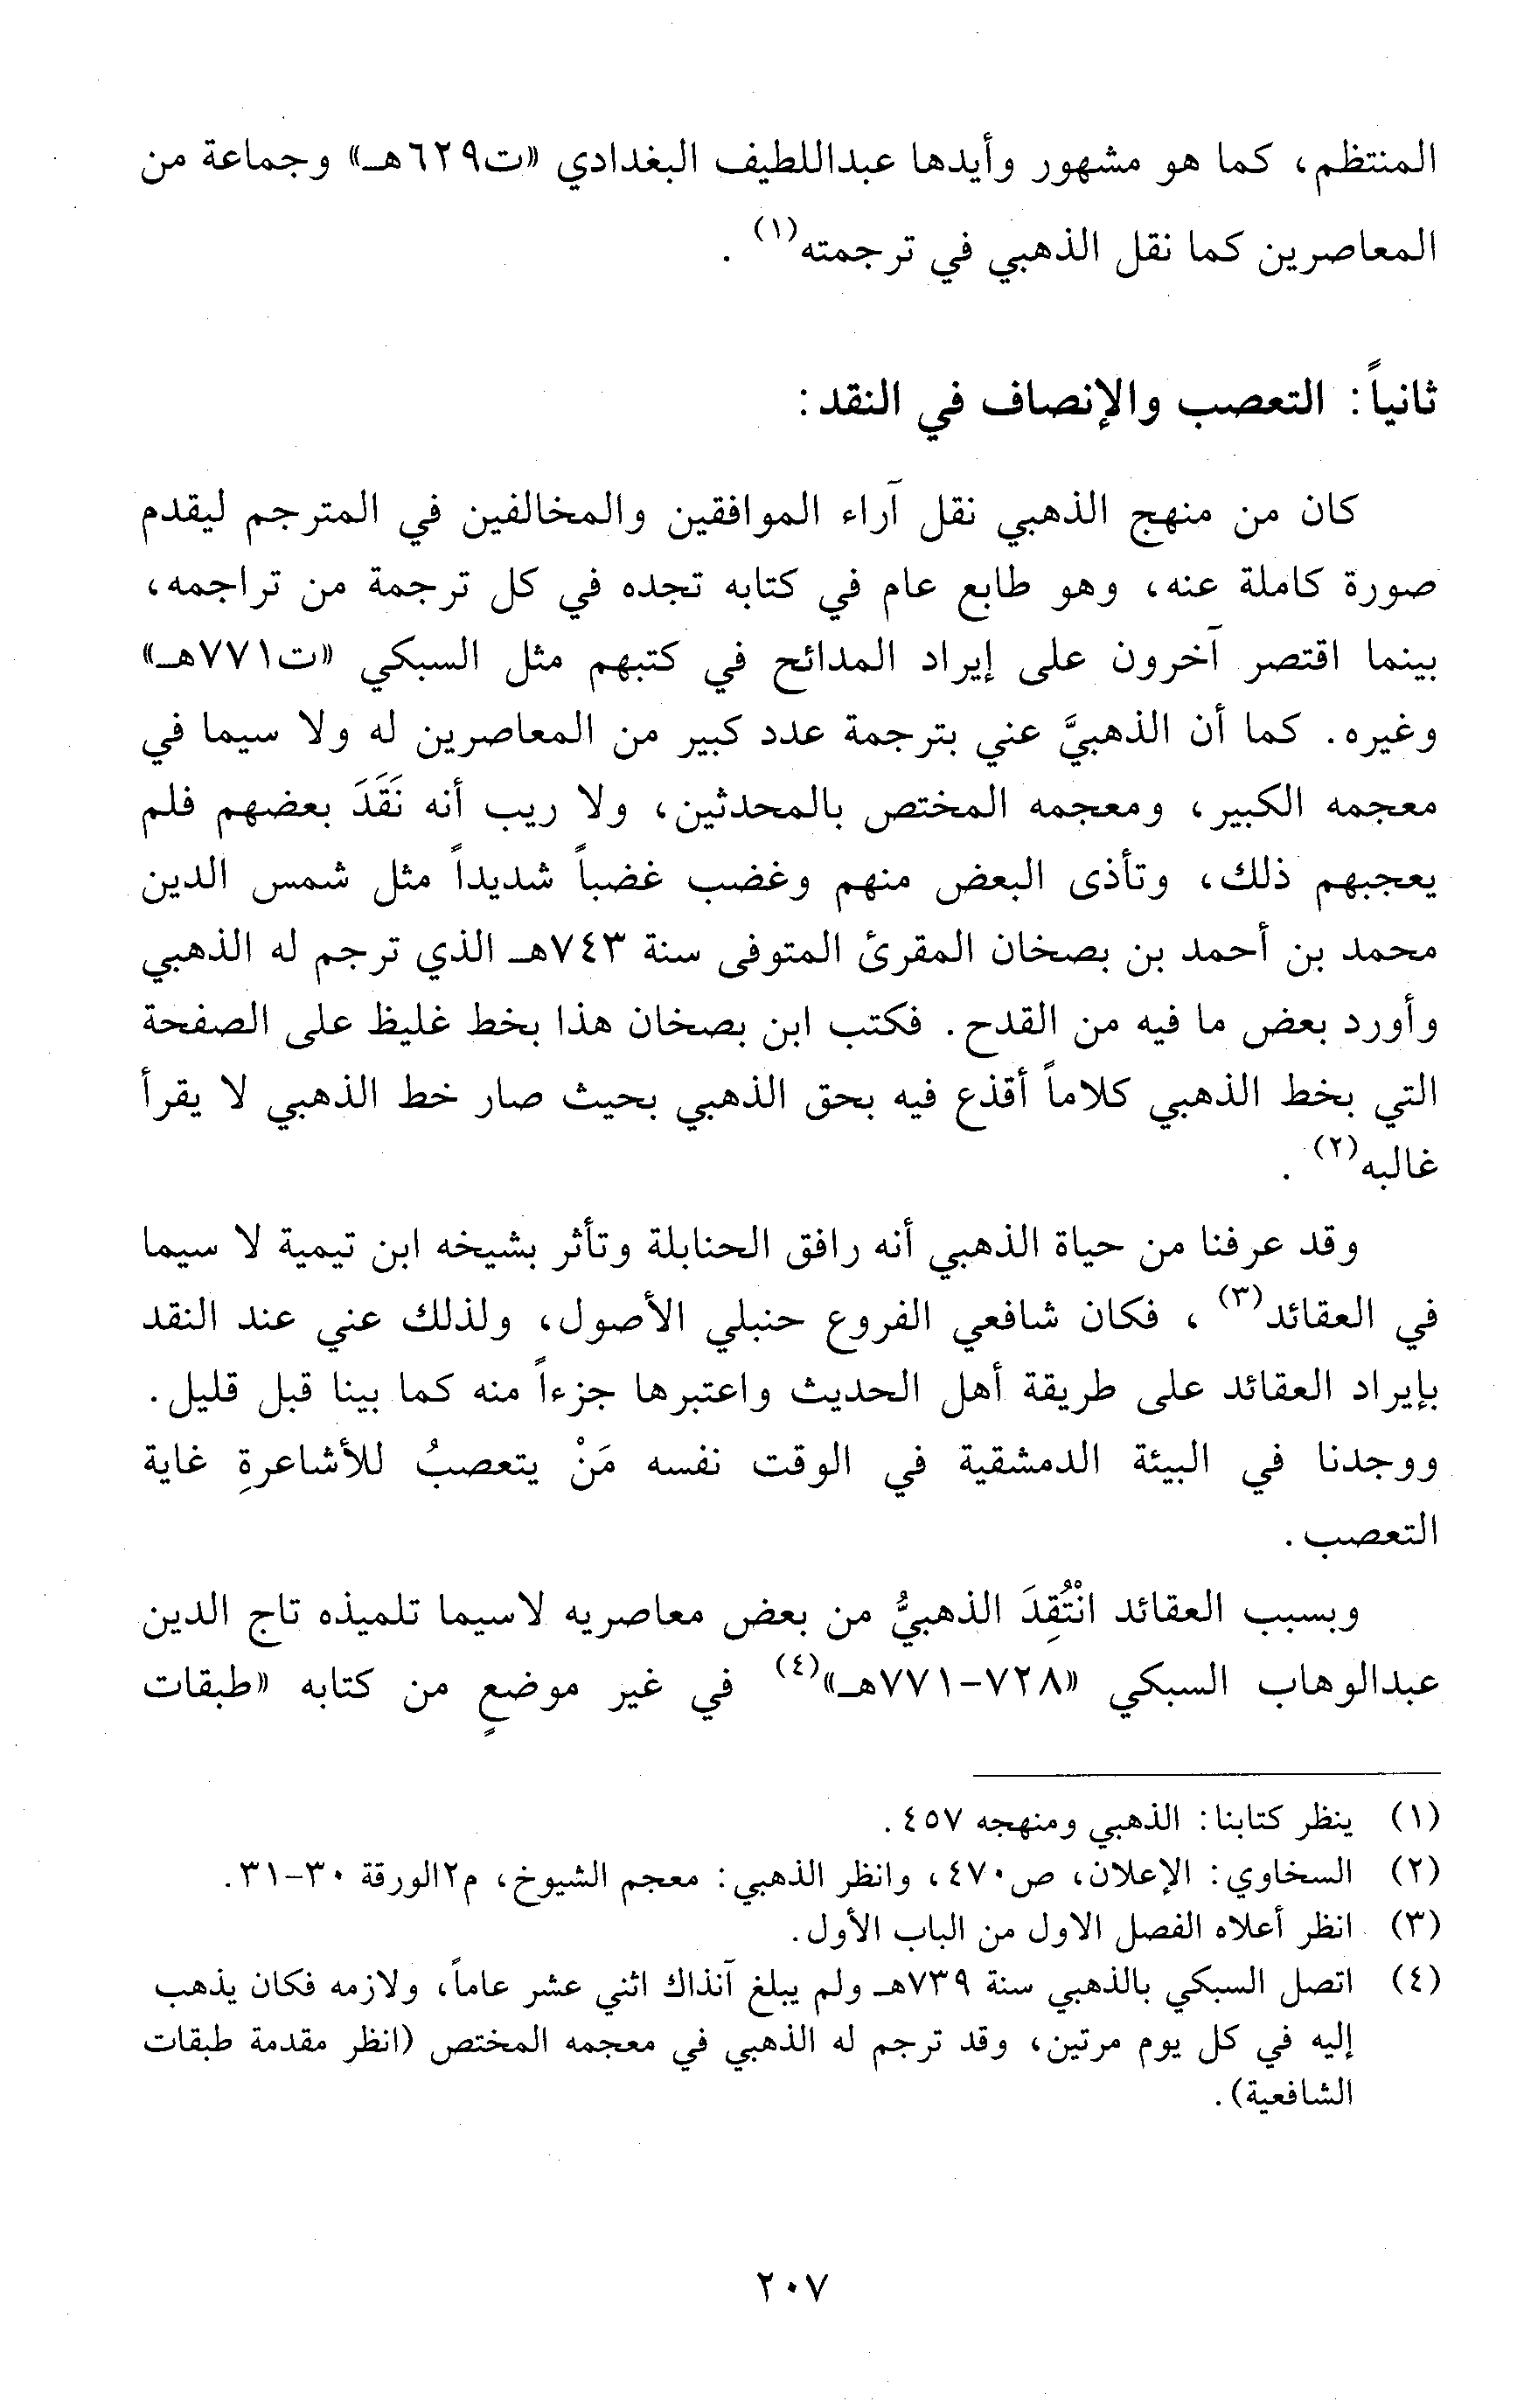 المنتظم، كما هو مشهور وأيدها عبداللطيف البغدادي «ت٦٢٩هـ» وجماعة من
المعاصرين كما نقل الذهبي في ترجمته(١) .
ثانياً: التعصب والإنصاف في النقد:
كان من منهج الذهبي نقل آراء الموافقين والمخالفين في المترجم ليقدم
صورة كاملة عنه، وهو طابع عام في كتابه تجده في كل ترجمة من تراجمه،
بينما اقتصر آخرون على إيراد المدائح في كتبهم مثل السبكي «ت٧٧١هـ»
وغيره. كما أن الذهبيَّ عني بترجمة عدد كبير من المعاصرين له ولا سيما في
معجمه الكبير، ومعجمه المختص بالمحدثين، ولا ريب أنه نَقَدَ بعضهم فلم
يعجبهم ذلك، وتأذى البعض منهم وغضب غضباً شديداً مثل شمس الدين
محمد بن أحمد بن بصخان المقرئ المتوفى سنة ٧٤٣هـ الذي ترجم له الذهبي
وأورد بعض ما فيه من القدح. فكتب ابن بصخان هذا بخط غليظ على الصفحة
التي بخط الذهبي كلاماً أقذع فيه بحق الذهبي بحيث صار خط الذهبي لا يقرأ
غالبه(٢) .
وقد عرفنا من حياة الذهبي أنه رافق الحنابلة وتأثر بشيخه ابن تيمية لا سيما
في العقائد(٣) ، فكان شافعي الفروع حنبلي الأصول، ولذلك عني عند النقد
بإيراد العقائد على طريقة أهل الحديث واعتبرها جزءاً منه كما بينا قبل قليل.
ووجدنا في البيئة الدمشقية في الوقت نفسه مَنْ يتعصبُ للأشاعرةِ غاية
التعصب.
وبسبب العقائد انْتُقِدَ الذهبيُّ من بعض معاصريه لاسيما تلميذه تاج الدين
عبدالوهاب السبكي «٧٢٨-٧٧١هـ»(٤) في غير موضعٍ من كتابه «طبقات
(١) ينظر كتابنا: الذهبي ومنهجه ٤٥٧.
(٢) السخاوي: الإعلان، ص٤٧٠، وانظر الذهبي: معجم الشيوخ، م٢الورقة ٣٠-٣١.
(٣) انظر أعلاه الفصل الاول من الباب الأول.
(٤) اتصل السبكي بالذهبي سنة ٧٣٩هـ ولم يبلغ آنذاك اثني عشر عاماً، ولازمه فكان يذهب
إليه في كل يوم مرتين، وقد ترجم له الذهبي في معجمه المختص (انظر مقدمة طبقات
الشافعية).
٢٠٧